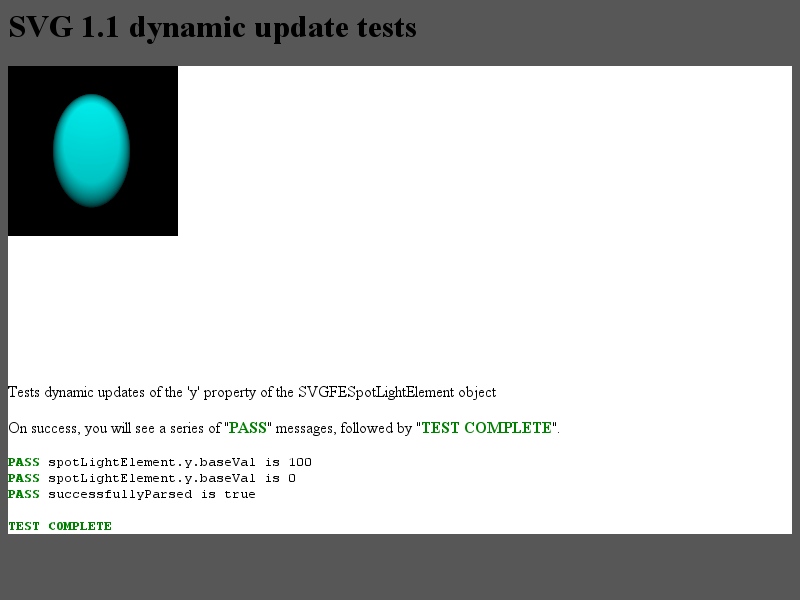 SVG 1.1 dynamic update tests
Tests dynamic updates of the 'y' property of the SVGFESpotLightElement object
On success, you will see a series of "PASS" messages, followed by "TEST COMPLETE".
PASS spotLightElement.y.baseVal is 100
PASS spotLightElement.y.baseVal is 0
PASS successfullyParsed is true
TEST COMPLETE